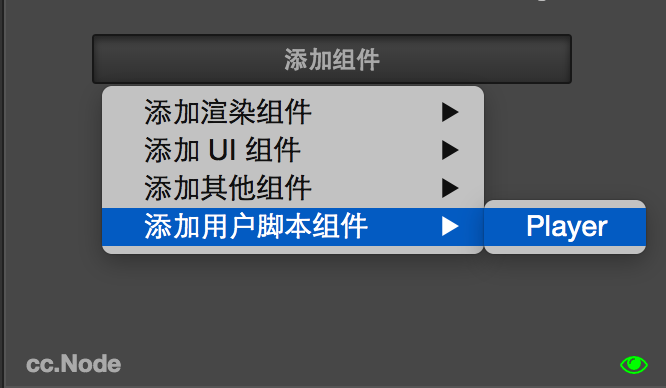 添加组件
添加渲染组件
添加 UI 组件
添加其他组件
添加用户脚本组件
Player
cc.Node